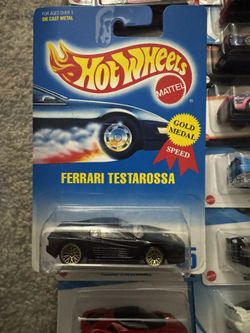 FOR AGES OVER 3
DIE CAST METAL
HOT WHEELS
MATTEL
GOLD
MEDAL
SPEED
FERRARI TESTAROSSA